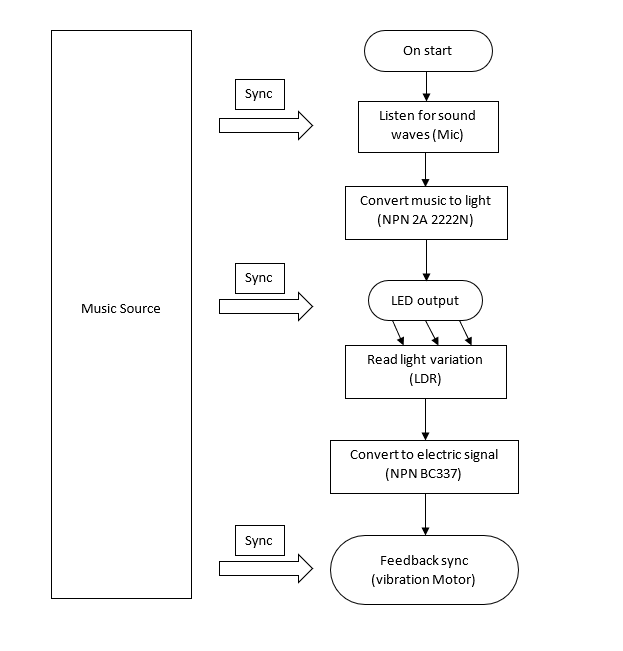 Music Source
Sync
Sync
Sync
On start
Listen for sound
waves (Mic)
Convert music to light
(NPN 2A 2222N)
LED output
Read light variation
(LDR)
Convert to electric signal
(NPN BC337)
Feedback sync
(vibration Motor)